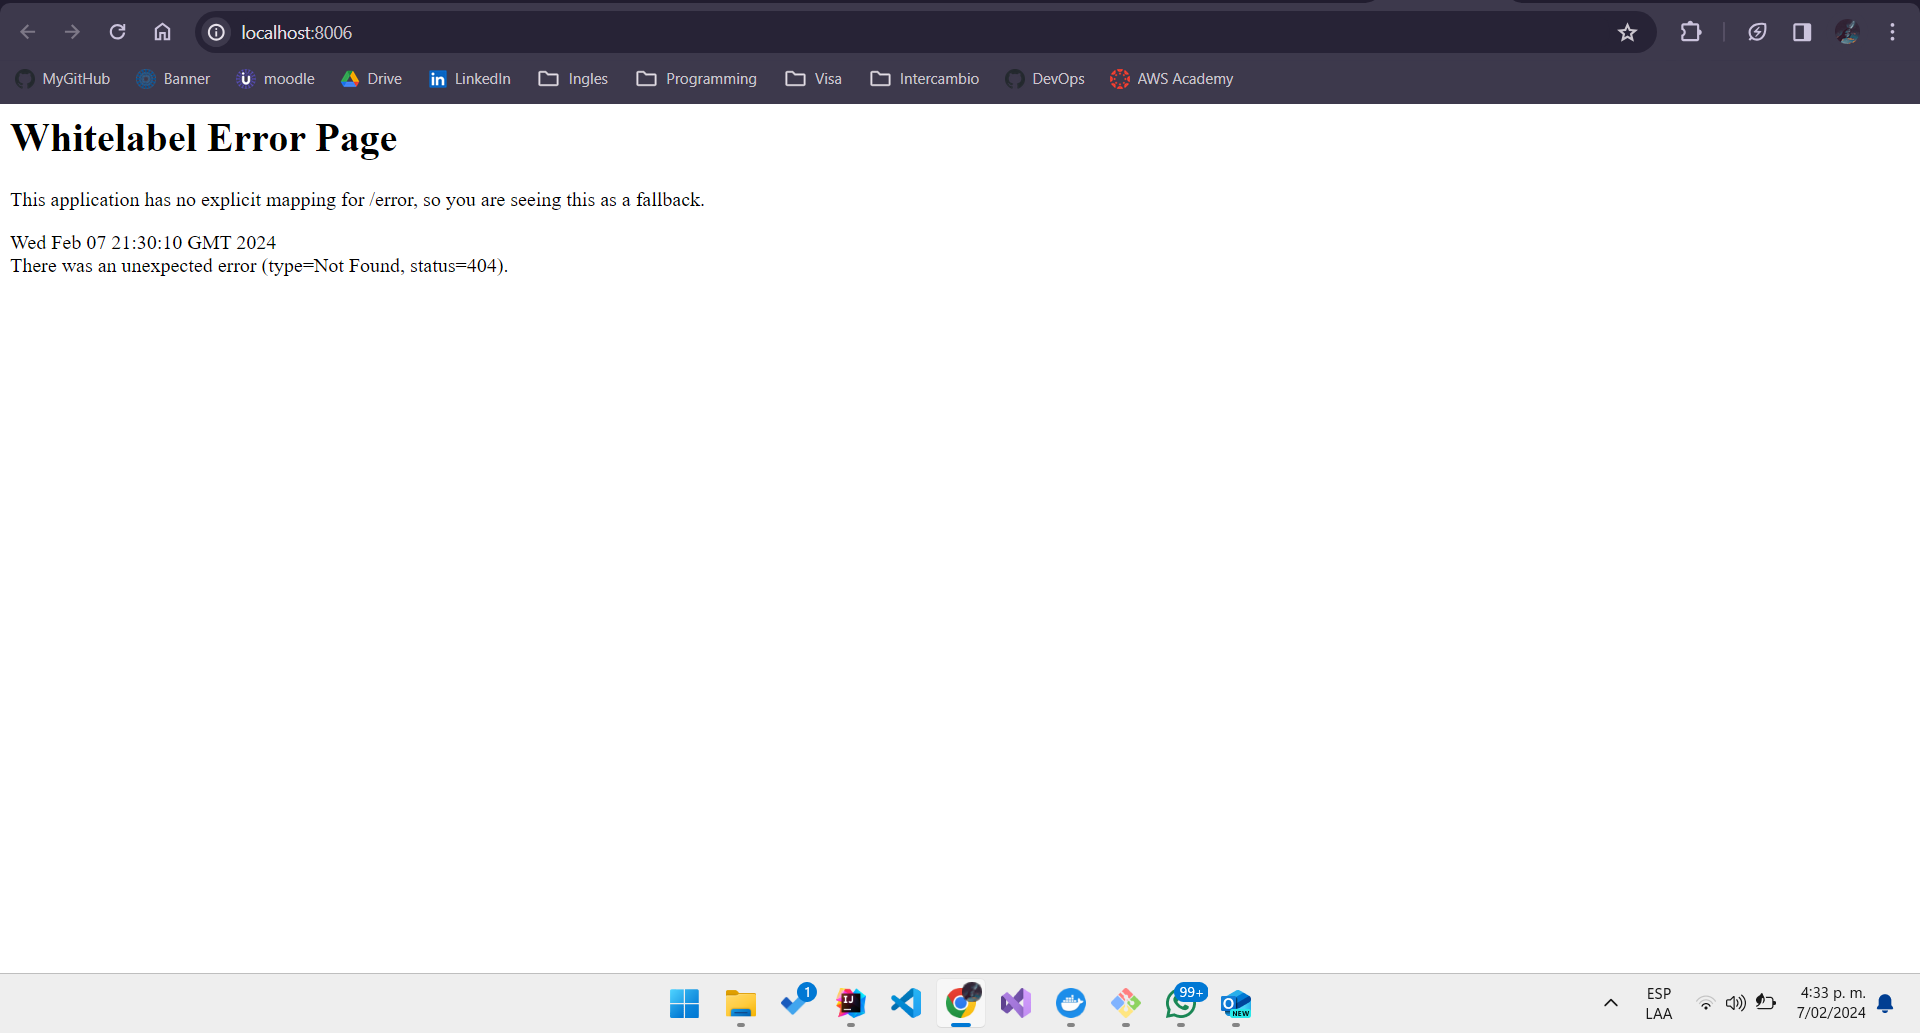 localhost:8006
MyGitHub Banner moodle Drive LinkedIn Ingles Programming Visa Intercambio DevOps AWS Academy
Whitelabel Error Page
This application has no explicit mapping for /error, so you are seeing this as a fallback.
Wed Feb 07 21:30:10 GMT 2024
There was an unexpected error (type=Not Found, status=404).
1
IJ
99+
NEW
ESP
LAA
4:33 p. m.
7/02/2024